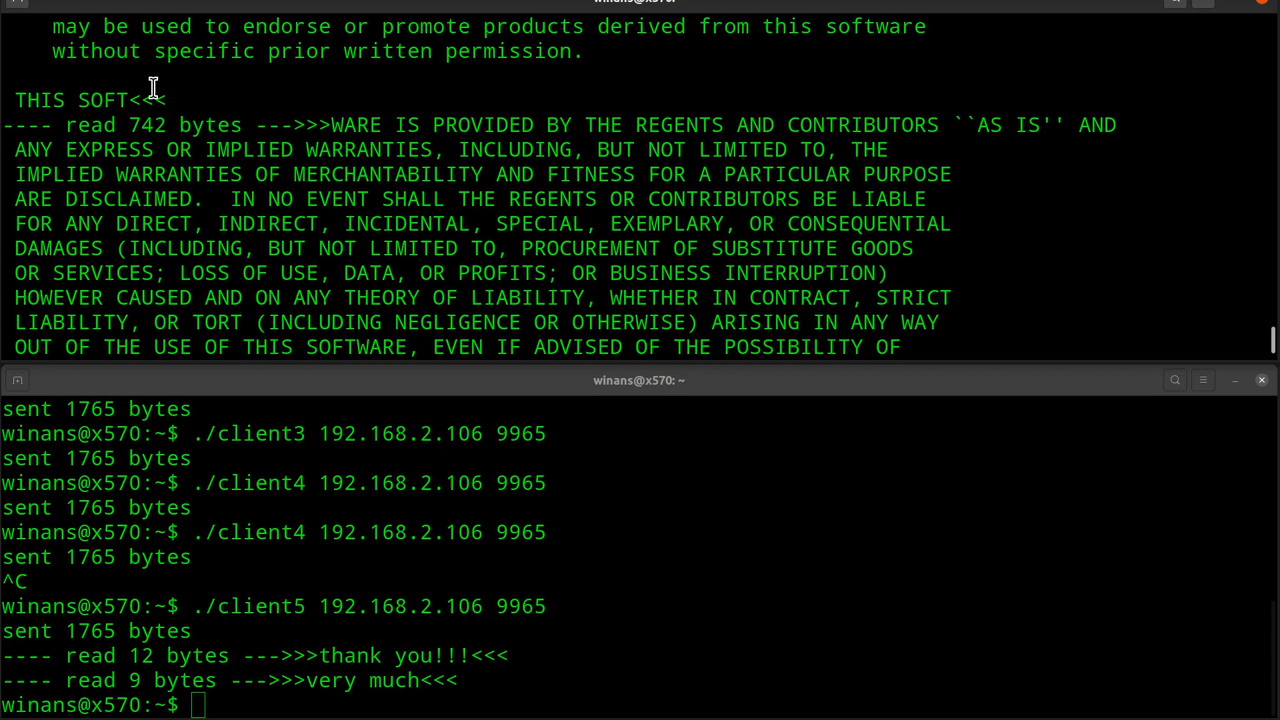 winans@x570: ~
    may be used to endorse or promote products derived from this software
    without specific prior written permission.
 THIS SOFT<<<
---- read 742 bytes --->>>WARE IS PROVIDED BY THE REGENTS AND CONTRIBUTORS ``AS IS'' AND
 ANY EXPRESS OR IMPLIED WARRANTIES, INCLUDING, BUT NOT LIMITED TO, THE
 IMPLIED WARRANTIES OF MERCHANTABILITY AND FITNESS FOR A PARTICULAR PURPOSE
 ARE DISCLAIMED.  IN NO EVENT SHALL THE REGENTS OR CONTRIBUTORS BE LIABLE
 FOR ANY DIRECT, INDIRECT, INCIDENTAL, SPECIAL, EXEMPLARY, OR CONSEQUENTIAL
 DAMAGES (INCLUDING, BUT NOT LIMITED TO, PROCUREMENT OF SUBSTITUTE GOODS
 OR SERVICES; LOSS OF USE, DATA, OR PROFITS; OR BUSINESS INTERRUPTION)
 HOWEVER CAUSED AND ON ANY THEORY OF LIABILITY, WHETHER IN CONTRACT, STRICT
 LIABILITY, OR TORT (INCLUDING NEGLIGENCE OR OTHERWISE) ARISING IN ANY WAY
 OUT OF THE USE OF THIS SOFTWARE, EVEN IF ADVISED OF THE POSSIBILITY OF
winans@x570: ~
sent 1765 bytes
winans@x570:~$ ./client3 192.168.2.106 9965
sent 1765 bytes
winans@x570:~$ ./client4 192.168.2.106 9965
sent 1765 bytes
winans@x570:~$ ./client4 192.168.2.106 9965
sent 1765 bytes
^C
winans@x570:~$ ./client5 192.168.2.106 9965
sent 1765 bytes
---- read 12 bytes --->>>thank you!!!<<<
---- read 9 bytes --->>>very much<<<
winans@x570:~$